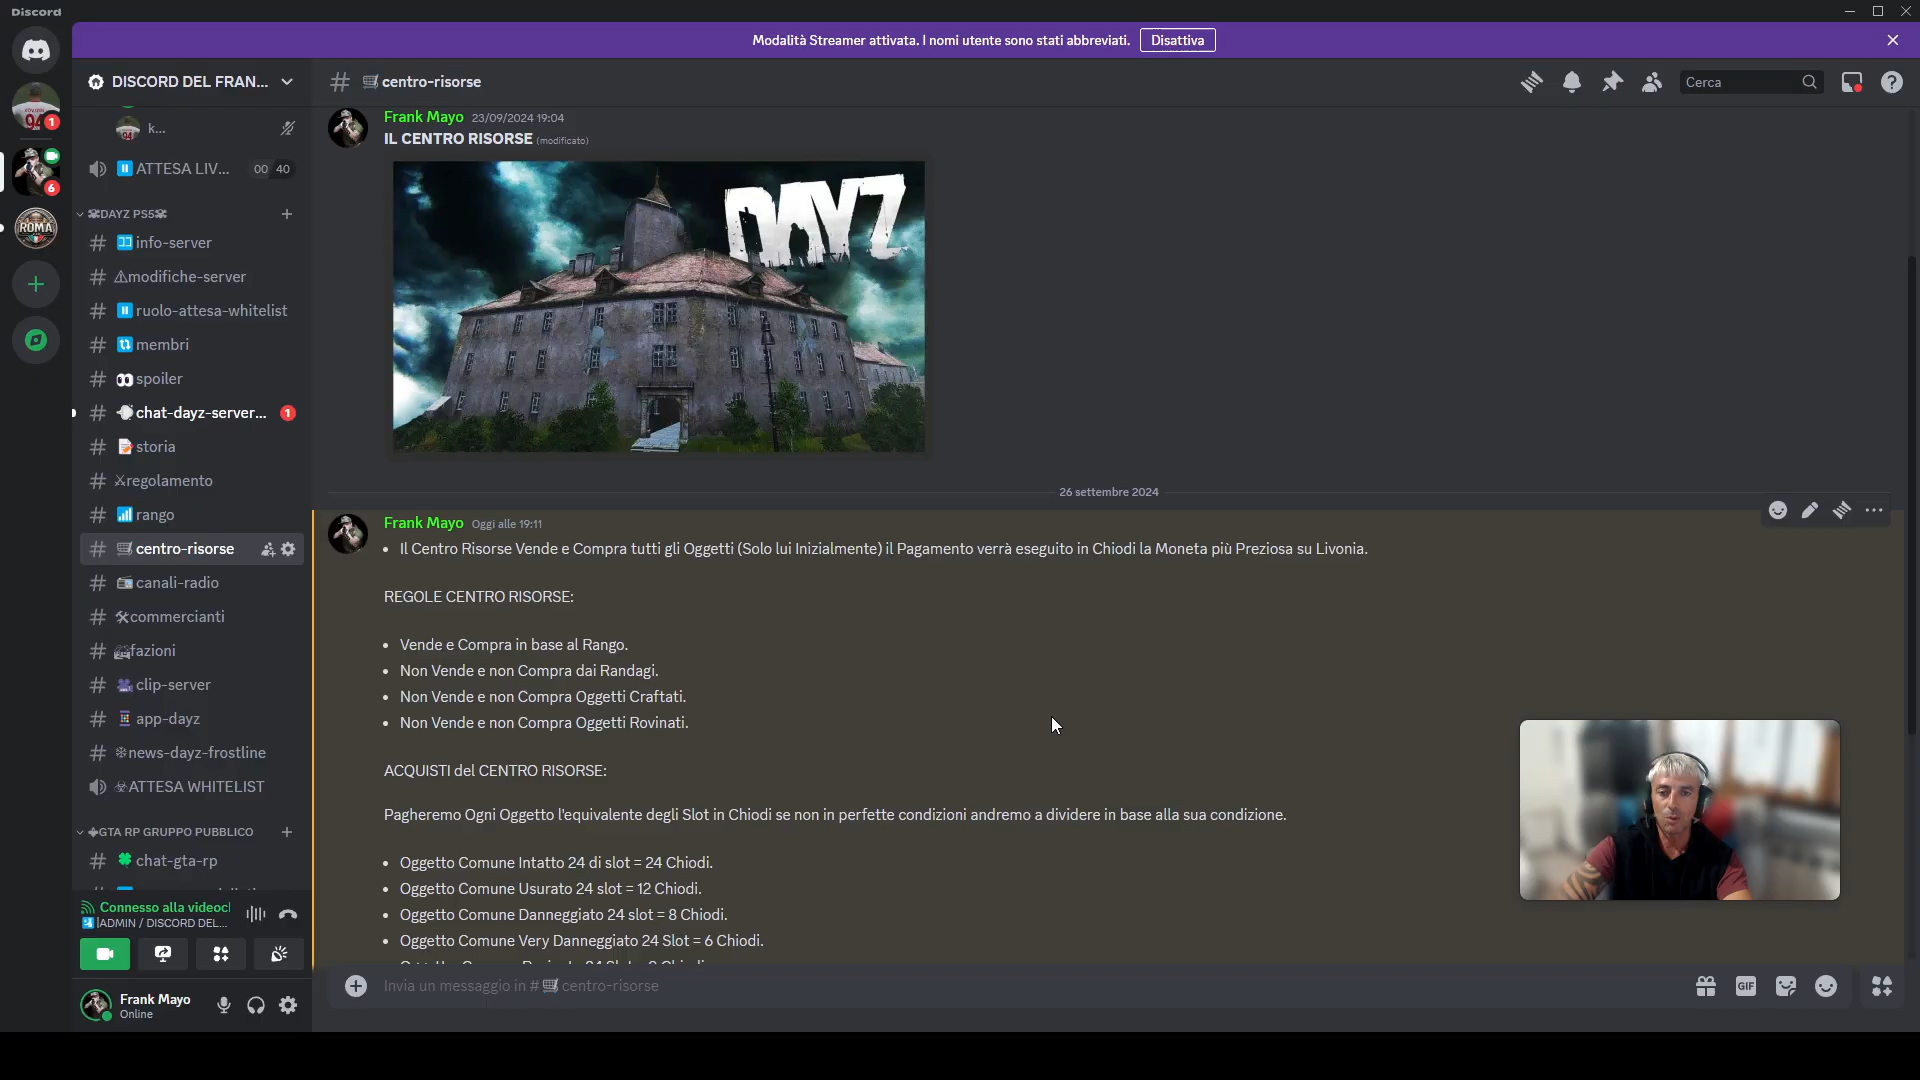 Discord
Modalità Streamer attivata. I nomi utente sono stati abbreviati. Disattiva
DISCORD DEL FRAN...
centro-risorse
Cerca
k...
ATTESA LIV... 00 40
DAYZ PS5
info-server
modifiche-server
ruolo-attesa-whitelist
membri
spoiler
chat-dayz-server... 1
storia
regolamento
rango
centro-risorse
canali-radio
commercianti
fazioni
clip-server
app-dayz
news-dayz-frostline
ATTESA WHITELIST
GTA RP GRUPPO PUBBLICO
chat-gta-rp
Connesso alla videoc
|ADMIN / DISCORD DEL...
Frank Mayo
Online
1
6
ROMA
Frank Mayo 23/09/2024 19:04
IL CENTRO RISORSE (modificato)
DAYZ
26 settembre 2024
Frank Mayo Oggi alle 19:11
• Il Centro Risorse Vende e Compra tutti gli Oggetti (Solo lui Inizialmente) il Pagamento verrà eseguito in Chiodi la Moneta più Preziosa su Livonia.
REGOLE CENTRO RISORSE:
• Vende e Compra in base al Rango.
• Non Vende e non Compra dai Randagi.
• Non Vende e non Compra Oggetti Craftati.
• Non Vende e non Compra Oggetti Rovinati.
ACQUISTI del CENTRO RISORSE:
Pagheremo Ogni Oggetto l'equivalente degli Slot in Chiodi se non in perfette condizioni andremo a dividere in base alla sua condizione.
• Oggetto Comune Intatto 24 di slot = 24 Chiodi.
• Oggetto Comune Usurato 24 slot = 12 Chiodi.
• Oggetto Comune Danneggiato 24 slot = 8 Chiodi.
• Oggetto Comune Very Danneggiato 24 Slot = 6 Chiodi.
Invia un messaggio in # centro-risorse
GIF